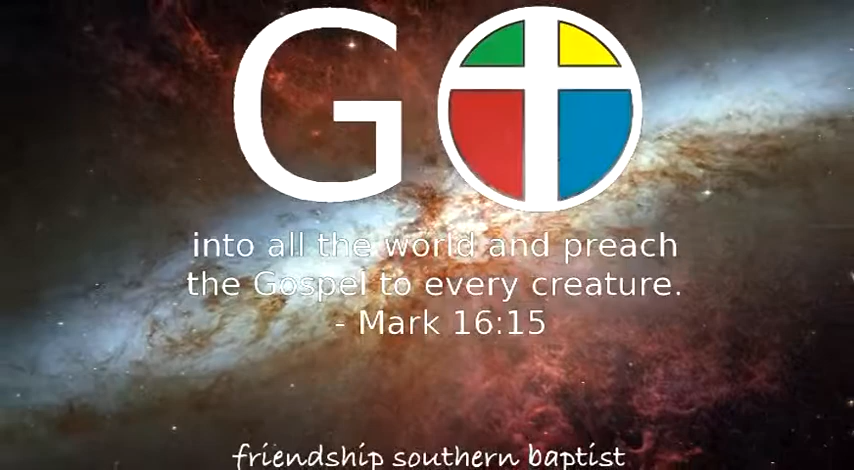 GO
into all the world and preach
the Gospel to every creature.
- Mark 16:15
friendship southern baptist